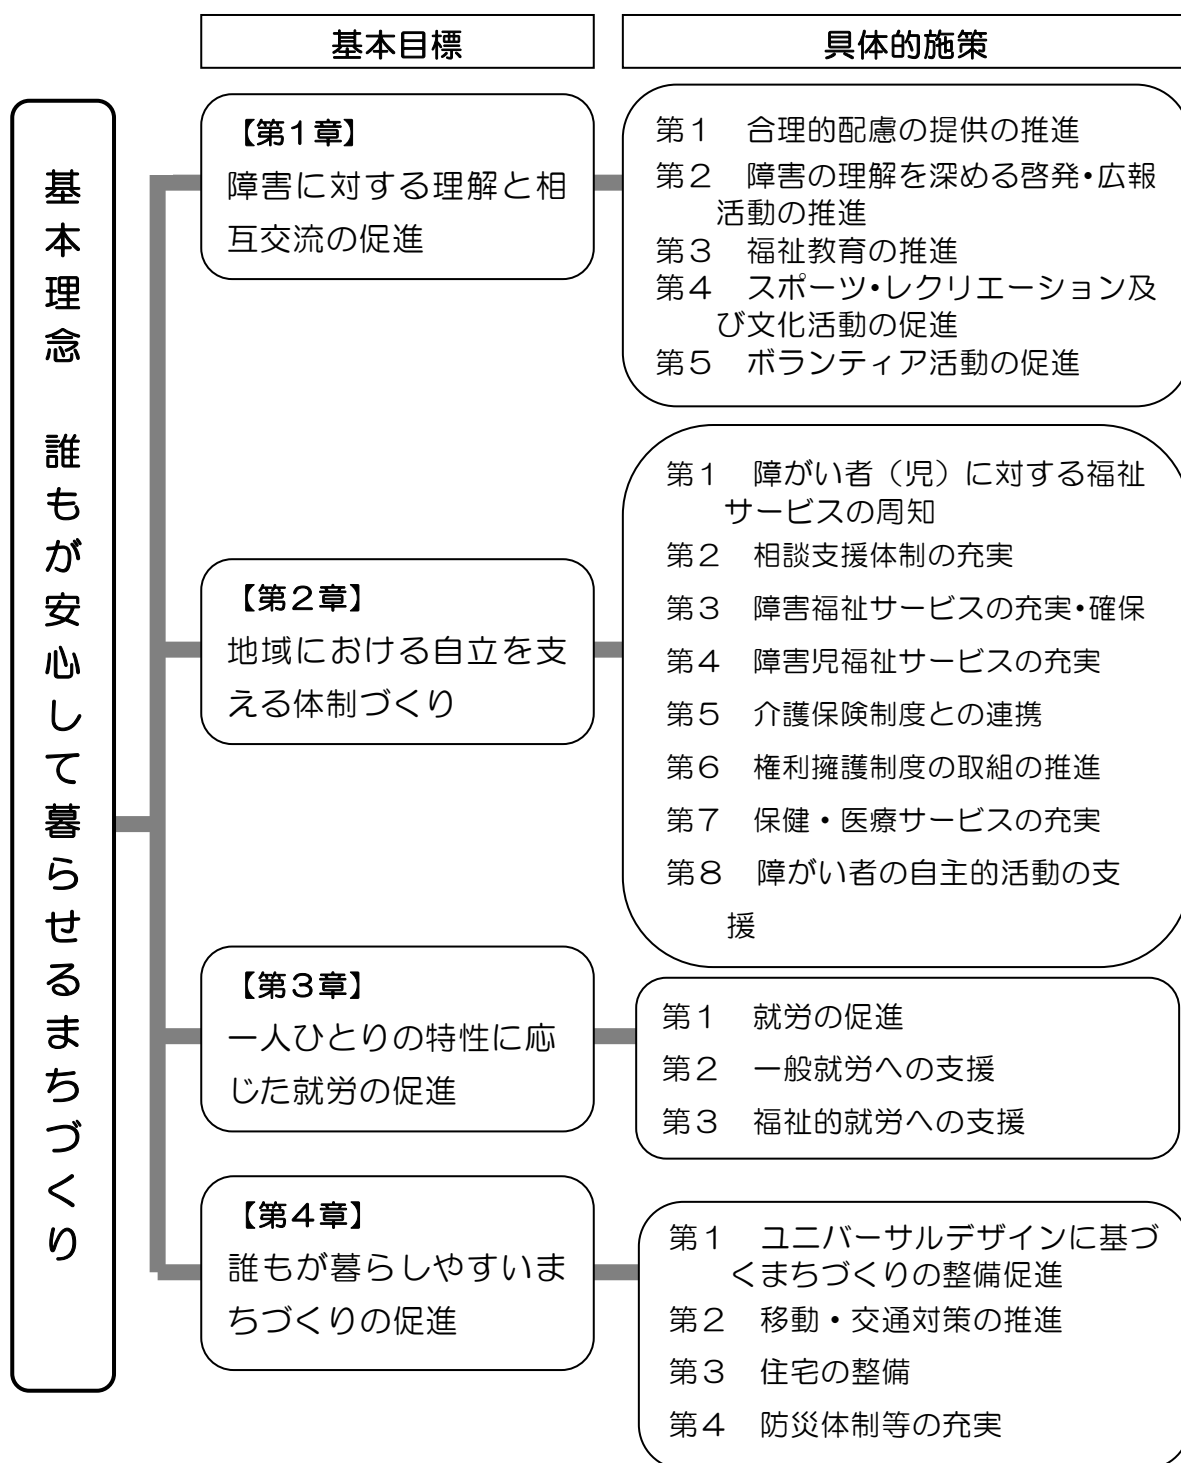 基本目標
具体的施策
基本理念　誰もが安心して暮らせるまちづくり
【第１章】
障害に対する理解と相
互交流の促進
第１　合理的配慮の提供の推進
第２　障害の理解を深める啓発・広報
活動の推進
第３　福祉教育の推進
第４　スポーツ・レクリエーション及
び文化活動の促進
第５　ボランティア活動の促進
【第２章】
地域における自立を支
える体制づくり
第１　障がい者（児）に対する福祉
サービスの周知
第２　相談支援体制の充実
第３　障害福祉サービスの充実・確保
第４　障害児福祉サービスの充実
第５　介護保険制度との連携
第６　権利擁護制度の取組の推進
第７　保健・医療サービスの充実
第８　障がい者の自主的活動の支
援
【第３章】
一人ひとりの特性に応
じた就労の促進
第１　就労の促進
第２　一般就労への支援
第３　福祉的就労への支援
【第４章】
誰もが暮らしやすいま
ちづくりの促進
第１　ユニバーサルデザインに基づ
くまちづくりの整備促進
第２　移動・交通対策の推進
第３　住宅の整備
第４　防災体制等の充実